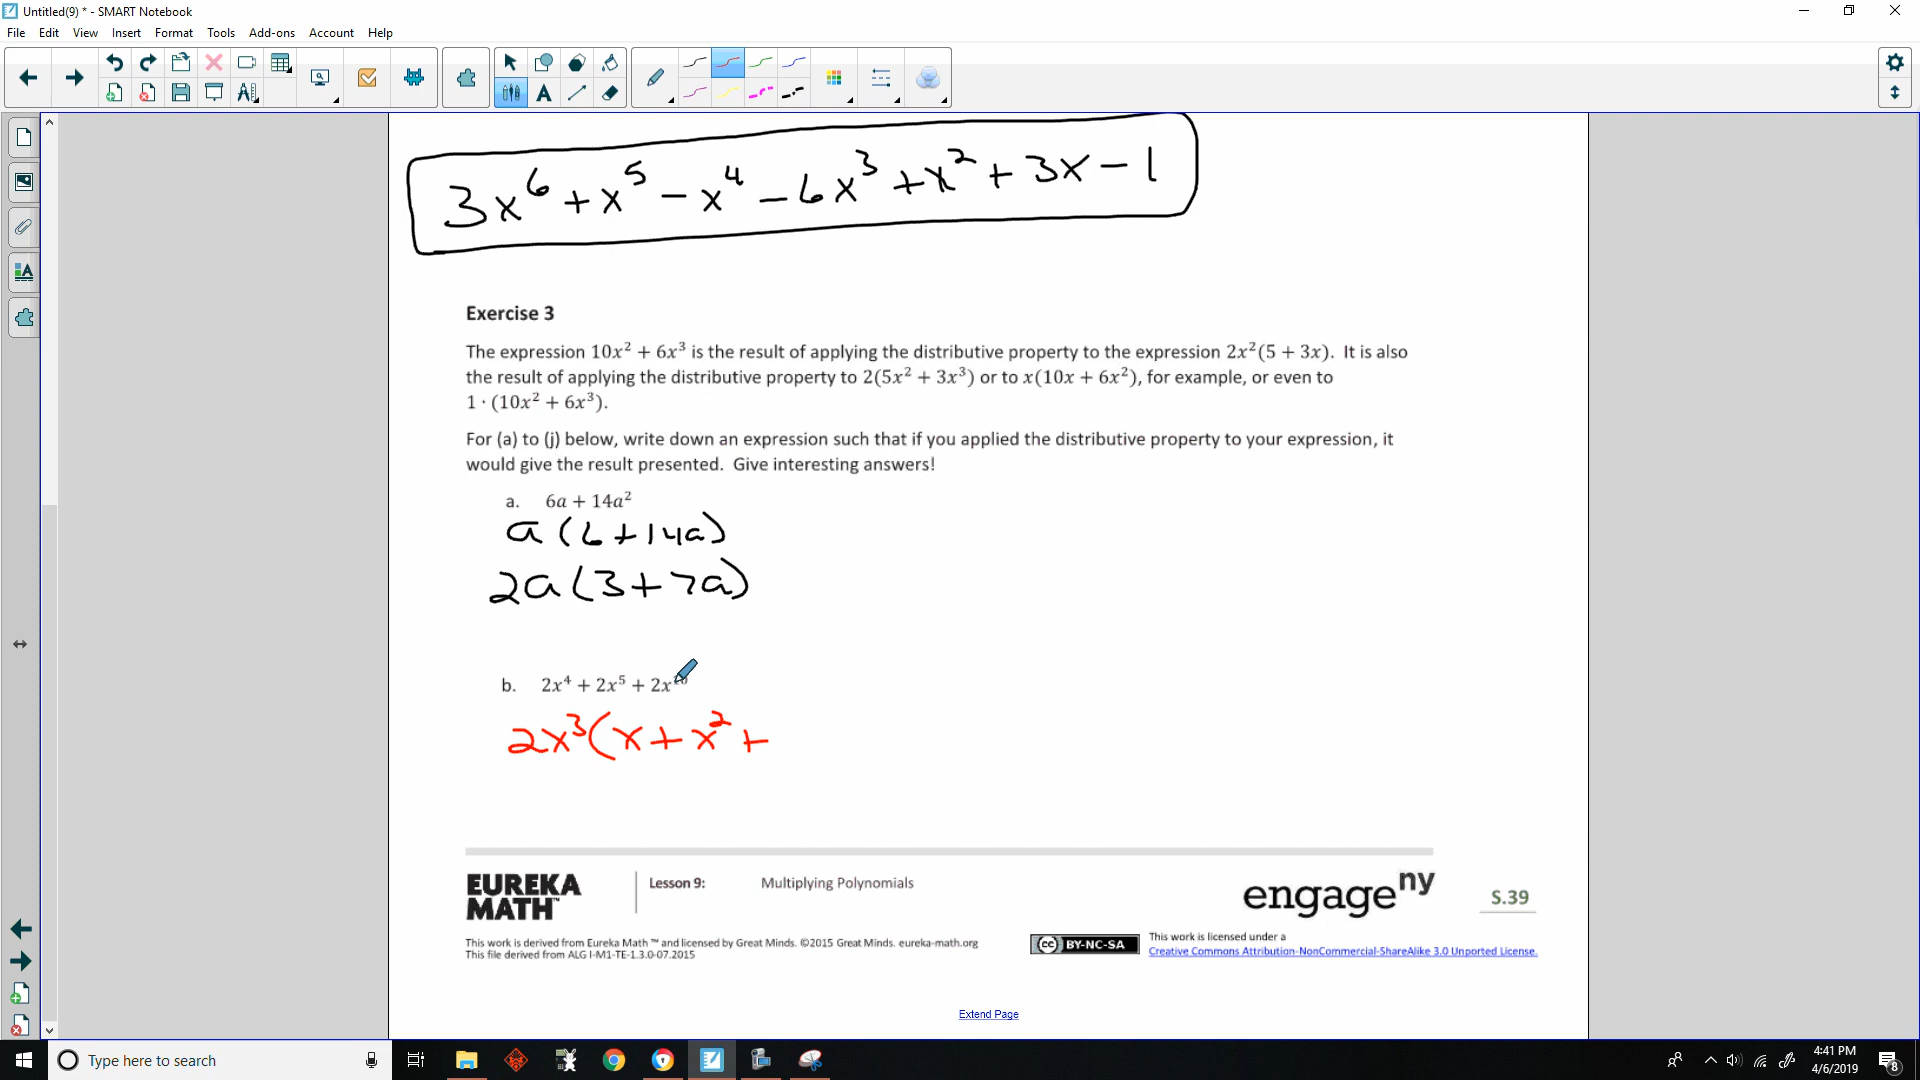 Untitled(9) * - SMART Notebook
File Edit View Insert Format Tools Add-ons Account Help
3x⁶ + x⁵ - x⁴ - 6x³ + x² + 3x - 1
Exercise 3
The expression 10x² + 6x³ is the result of applying the distributive property to the expression 2x²(5 + 3x). It is also
the result of applying the distributive property to 2(5x² + 3x³) or to x(10x + 6x²), for example, or even to
1 · (10x² + 6x³).
For (a) to (j) below, write down an expression such that if you applied the distributive property to your expression, it
would give the result presented. Give interesting answers!
a. 6a + 14a²
a(6+14a)
2a(3+7a)
b. 2x⁴ + 2x⁵ + 2x
2x³(x + x² +
EUREKA MATH™
Lesson 9: Multiplying Polynomials
engageny
S.39
This work is derived from Eureka Math ™ and licensed by Great Minds. ©2015 Great Minds. eureka-math.org
This file derived from ALG I-M1-TE-1.3.0-07.2015
cc BY-NC-SA
This work is licensed under a
Creative Commons Attribution-NonCommercial-ShareAlike 3.0 Unported License.
Extend Page
Type here to search
4:41 PM
4/6/2019
8